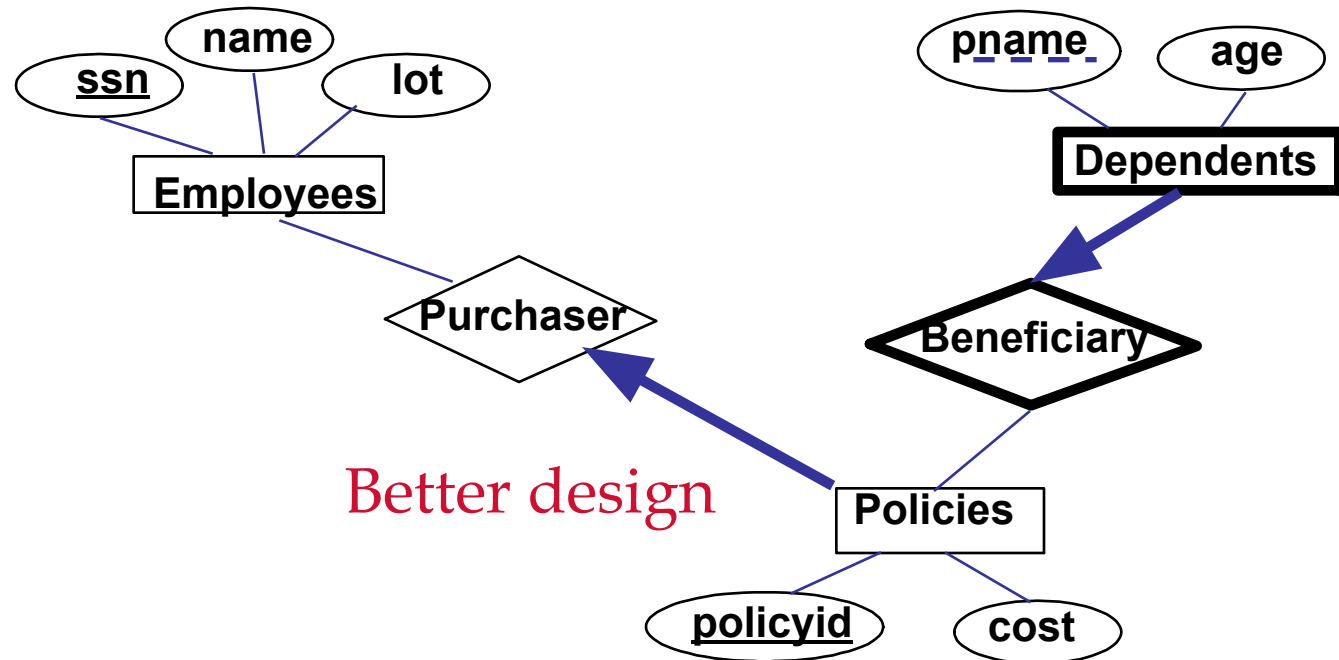 name
ssn
lot
Employees
pname
age
Dependents
Purchaser
Beneficiary
Better design
Policies
policyid
cost